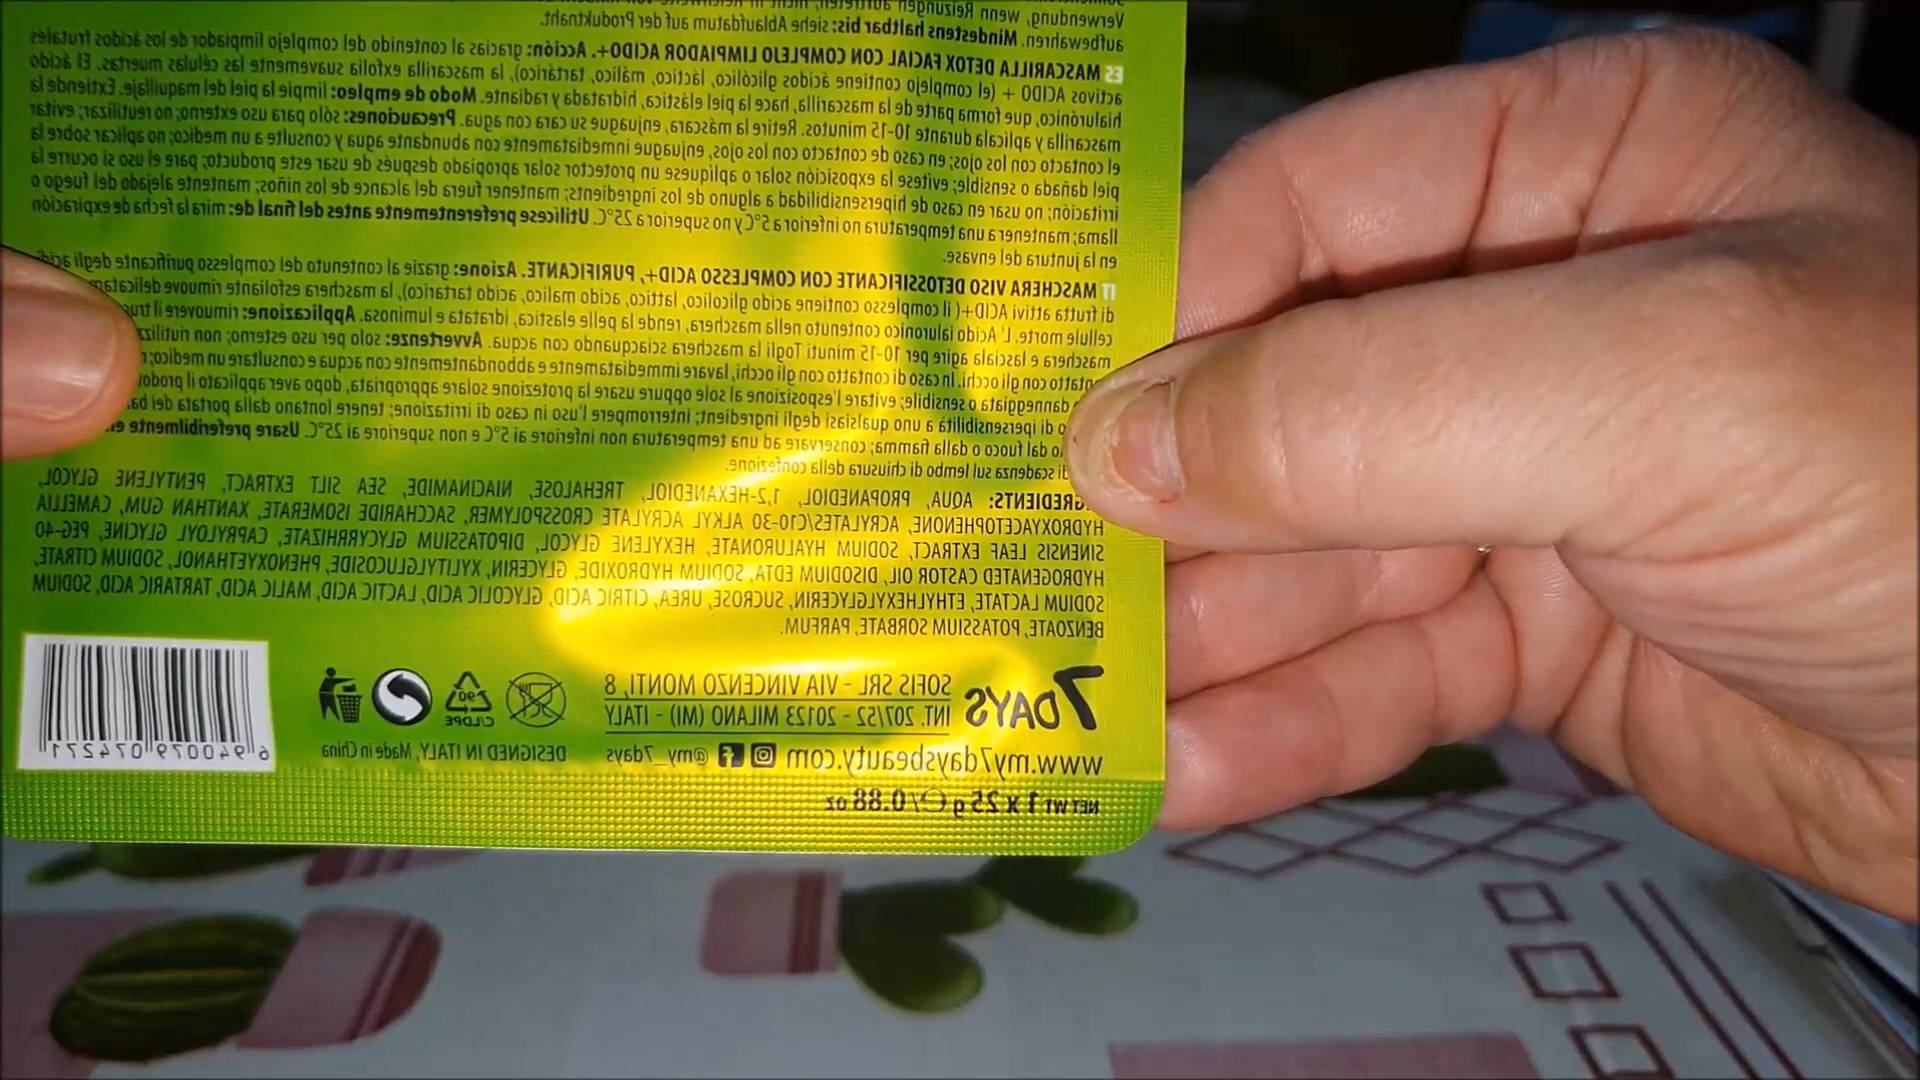 Verwendung, wenn Reizungen auftreten, nicht in
aufbewahren. Mindestens haltbar bis: siehe Ablaufdatum auf der Produktnaht.
ES MASCARILLA DETOX FACIAL CON COMPLEJO LIMPIADOR ACIDO+. Acción: gracias al contenido del complejo limpiador de los ácidos frutales
activos ACIDO + (el complejo contiene ácidos glicólico, láctico, málico, tartárico), la mascarilla exfolia suavemente las células muertas. El ácido
hialurónico, que forma parte de la mascarilla, hace la piel elástica, hidratada y radiante. Modo de empleo: limpie la piel del maquillaje. Extiende la
mascarilla y aplícala durante 10-15 minutos. Retire la máscara, enjuague su cara con agua. Precauciones: sólo para uso externo; no reutilizar; evitar
el contacto con los ojos; en caso de contacto con los ojos, enjuague inmediatamente con abundante agua y consulte a un medico; no aplicar sobre la
piel dañada o sensible; evítese la exposición solar o aplíquese un protector solar apropiado después de usar este producto; pare el uso si ocurre la
irritación; no usar en caso de hipersensibilidad a alguno de los ingredients; mantener fuera del alcance de los niños; mantente alejado del fuego o
llama; mantener a una temperatura no inferior a 5°C y no superior a 25°C. Utilícese preferentemente antes del final de: mira la fecha de expiración
en la juntura del envase.
IT MASCHERA VISO DETOSSIFICANTE CON COMPLESSO ACID+, PURIFICANTE. Azione: grazie al contenuto del complesso purificante degli
di frutta attivi ACID+( il complesso contiene acido glicolico, lattico, acido malico, acido tartarico), la maschera esfoliante rimuove
cellule morte. L' Acido ialuronico contenuto nella maschera, rende la pelle elastica, idratata e luminosa. Applicazione: rimuovere il
maschera e lasciala agire per 10-15 minuti Togli la maschera sciacquando con acqua. Avvertenze: solo per uso esterno; non
con gli occhi. In caso di contatto con gli occhi, lavare immediatamente e abbondantemente con acqua e consultare un medico;
danneggiata o sensibile; evitare l'esposizione al sole oppure usare la protezione solare appropriata, dopo aver applicato il
di ipersensibilità a uno qualsiasi degli ingredient; interrompere l'uso in caso di irritazione; tenere lontano dalla portata dei
dal fuoco o dalla fiamma; conservare ad una temperatura non inferiore ai 5°C e non superiore ai 25°C. Usare preferibilmente
di scadenza sul lembo di chiusura della confezione.
AQUA, PROPANEDIOL, 1,2-HEXANEDIOL, TREHALOSE, NIACINAMIDE, SEA SILT EXTRACT, PENTYLENE GLYCOL,
HYDROXYACETOPHENONE, ACRYLATES/C10-30 ALKYL ACRYLATE CROSSPOLYMER, SACCHARIDE ISOMERATE, XANTHAN GUM, CAMELLIA
SINENSIS LEAF EXTRACT, SODIUM HYALURONATE, HEXYLENE GLYCOL, DIPOTASSIUM GLYCYRRHIZATE, CAPRYLOYL GLYCINE, PEG-40
HYDROGENATED CASTOR OIL, DISODIUM EDTA, SODIUM HYDROXIDE, GLYCERIN, XYLITYLGLUCOSIDE, PHENOXYETHANOL, SODIUM CITRATE,
SODIUM LACTATE, ETHYLHEXYLGLYCERIN, SUCROSE, UREA, CITRIC ACID, GLYCOLIC ACID, LACTIC ACID, MALIC ACID, TARTARIC ACID, SODIUM
BENZOATE, POTASSIUM SORBATE, PARFUM.
7DAYS
SOFIS SRL - VIA VINCENZO MONTI, 8
INT. 207/52 - 20123 MILANO (MI) - ITALY
www.my7daysbeauty.com @my_7days
NET WT 1 x 25 g ℮/0.88 oz
90
C/LDPE
DESIGNED IN ITALY, Made in China
6 940079 074271